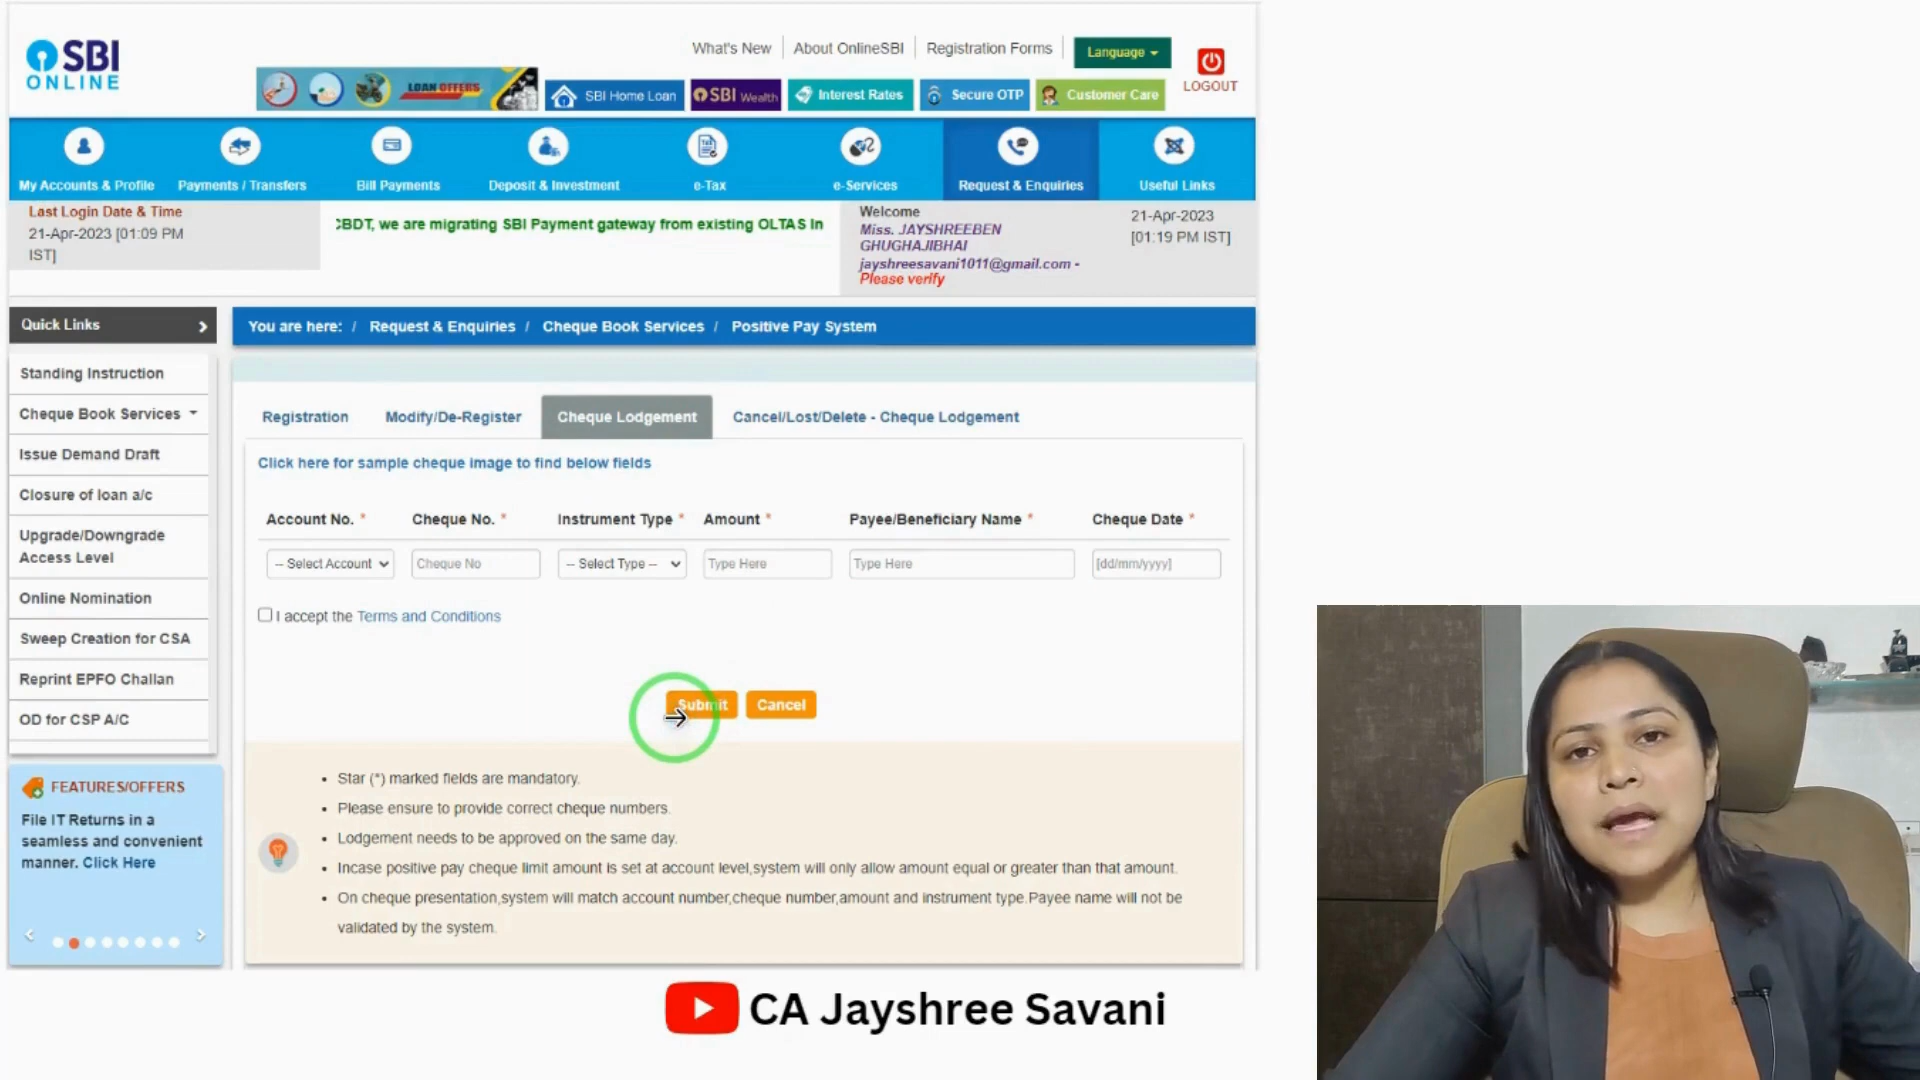 What's New
About OnlineSBI
Registration Forms
Language
LOGOUT
SBI
ONLINE
LOAN OFFERS
SBI Home Loan
SBI Wealth
Interest Rates
Secure OTP
Customer Care
My Accounts & Profile
Payments / Transfers
Bill Payments
Deposit & Investment
e-Tax
e-Services
Request & Enquiries
Useful Links
Last Login Date & Time
21-Apr-2023 [01:09 PM
IST]
CBDT, we are migrating SBI Payment gateway from existing OLTAS In
Welcome
Miss. JAYSHREEBEN
GHUGHAJIBHAI
jayshreesavani1011@gmail.com -
Please verify
21-Apr-2023
[01:19 PM IST]
Quick Links
You are here: / Request & Enquiries / Cheque Book Services / Positive Pay System
Standing Instruction
Cheque Book Services
Issue Demand Draft
Closure of loan a/c
Upgrade/Downgrade
Access Level
Online Nomination
Sweep Creation for CSA
Reprint EPFO Challan
OD for CSP A/C
FEATURES/OFFERS
File IT Returns in a
seamless and convenient
manner. Click Here
Registration
Modify/De-Register
Cheque Lodgement
Cancel/Lost/Delete - Cheque Lodgement
Click here for sample cheque image to find below fields
Account No. *
Cheque No. *
Instrument Type *
Amount *
Payee/Beneficiary Name *
Cheque Date *
-- Select Account
Cheque No
-- Select Type --
Type Here
Type Here
[dd/mm/yyyy]
I accept the Terms and Conditions
Submit
Cancel
• Star (*) marked fields are mandatory.
• Please ensure to provide correct cheque numbers.
• Lodgement needs to be approved on the same day.
• Incase positive pay cheque limit amount is set at account level,system will only allow amount equal or greater than that amount.
• On cheque presentation,system will match account number,cheque number,amount and instrument type.Payee name will not be
validated by the system.
CA Jayshree Savani